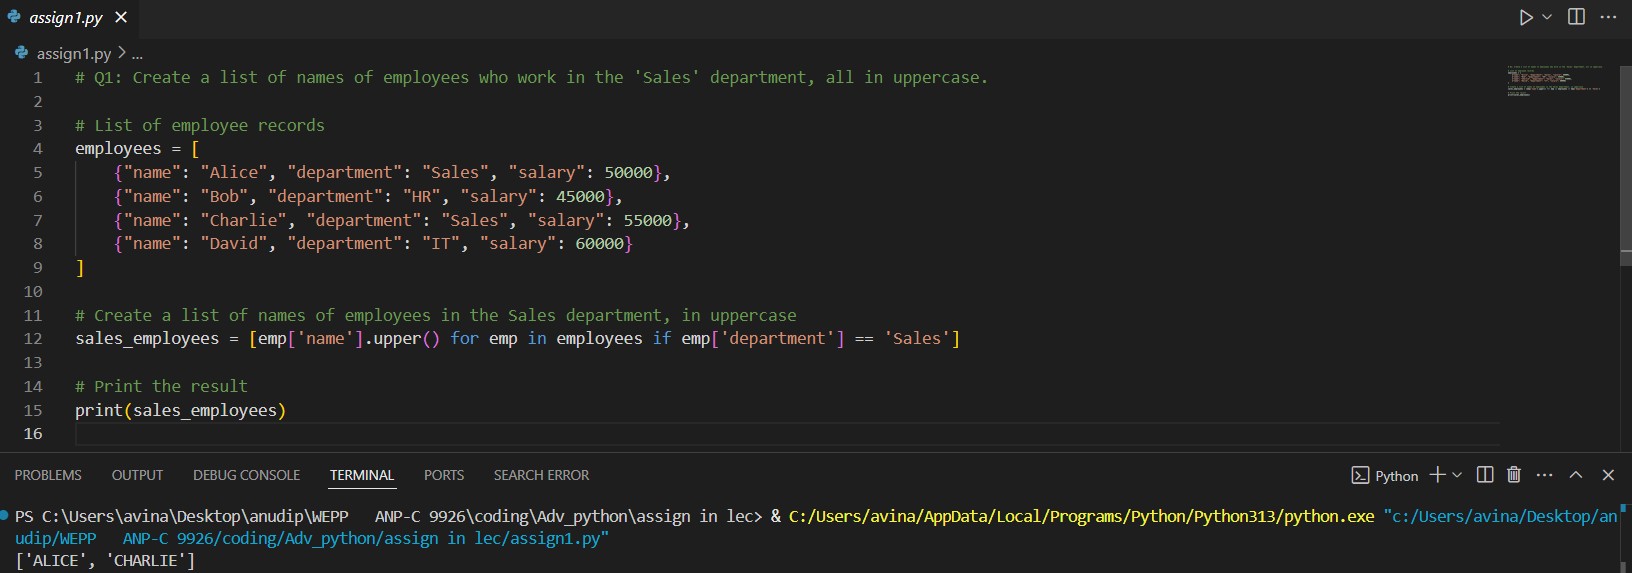 assign1.py
assign1.py > ...
1 # Q1: Create a list of names of employees who work in the 'Sales' department, all in uppercase.
2
3 # List of employee records
4 employees = [
5     {"name": "Alice", "department": "Sales", "salary": 50000},
6     {"name": "Bob", "department": "HR", "salary": 45000},
7     {"name": "Charlie", "department": "Sales", "salary": 55000},
8     {"name": "David", "department": "IT", "salary": 60000}
9 ]
10
11 # Create a list of names of employees in the Sales department, in uppercase
12 sales_employees = [emp['name'].upper() for emp in employees if emp['department'] == 'Sales']
13
14 # Print the result
15 print(sales_employees)
16
PROBLEMS OUTPUT DEBUG CONSOLE TERMINAL PORTS SEARCH ERROR Python
PS C:\Users\avina\Desktop\anudip\WEPP   ANP-C 9926\coding\Adv_python\assign in lec> & C:/Users/avina/AppData/Local/Programs/Python/Python313/python.exe "c:/Users/avina/Desktop/an
udip/WEPP   ANP-C 9926/coding/Adv_python/assign in lec/assign1.py"
['ALICE', 'CHARLIE']